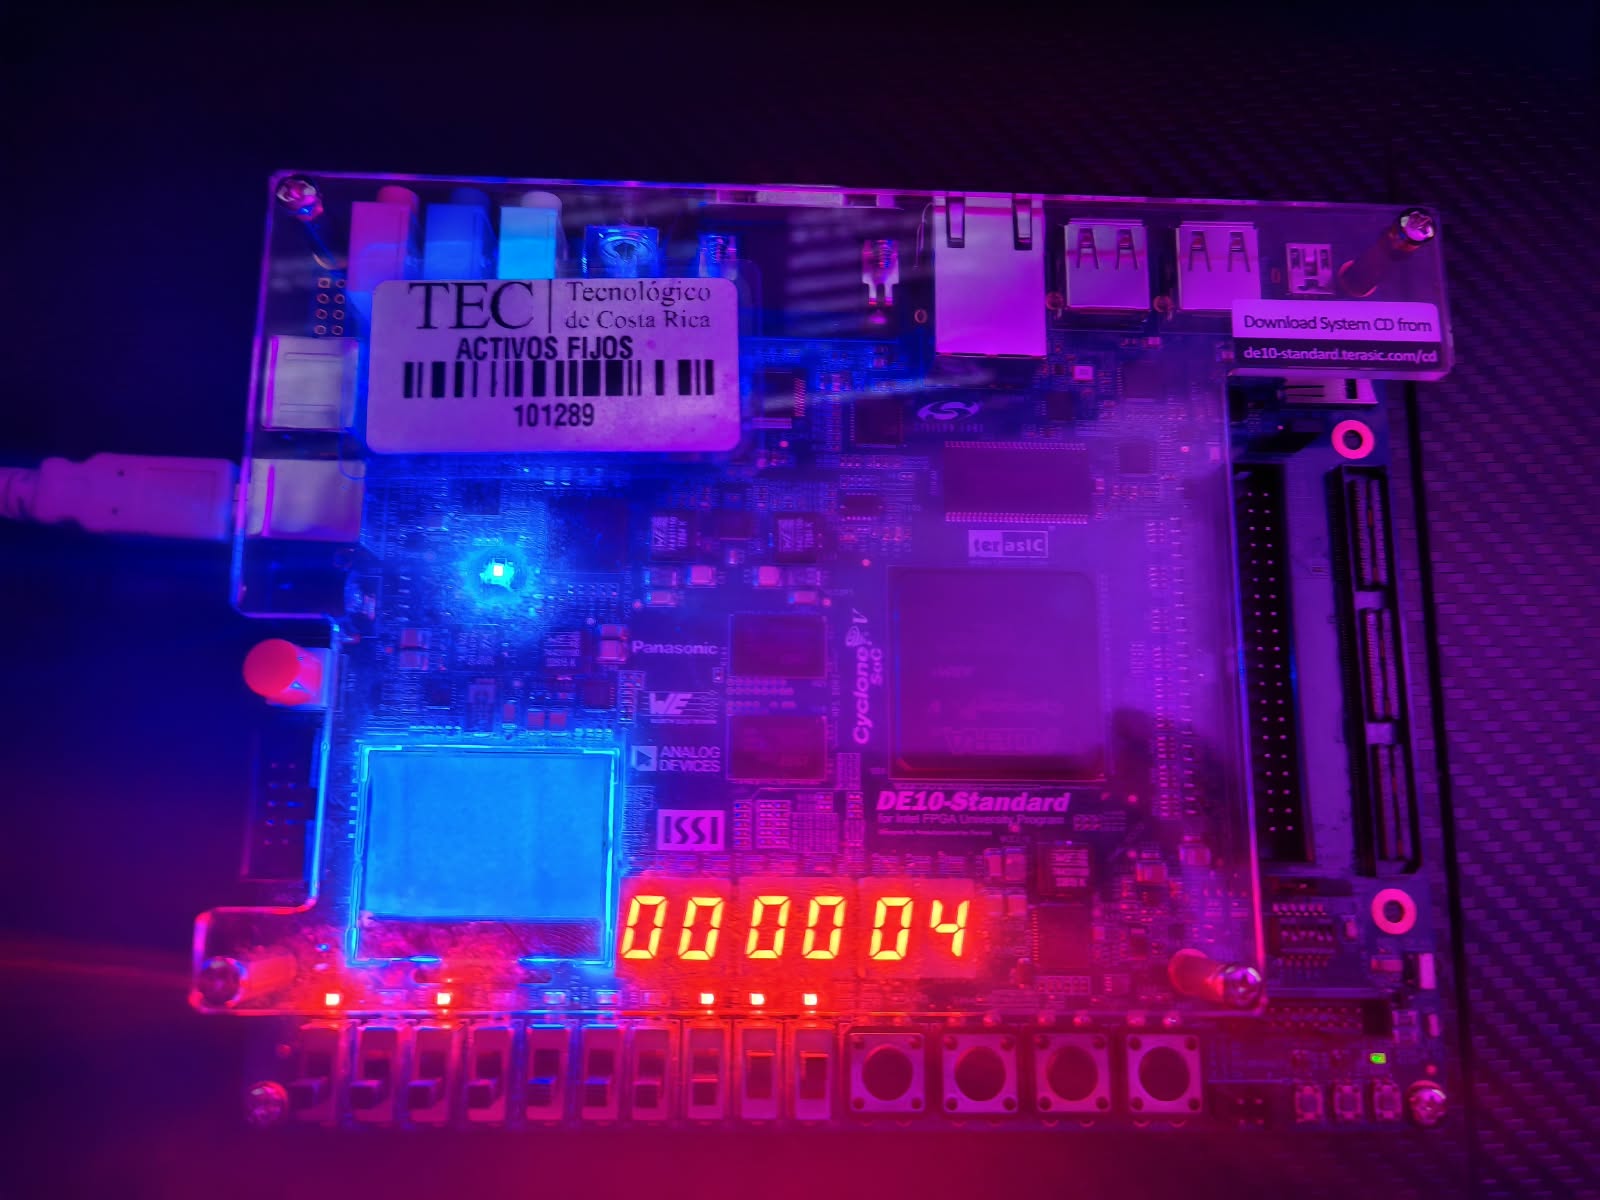 TEC
Tecnológico
de Costa Rica
ACTIVOS FIJOS
101289
Download System CD from
de10-standard.terasic.com/cd
terasIC
Panasonic
Cyclone V
SoC
WE
ANALOG
DEVICES
ISSI
DE10-Standard
for Intel FPGA University Program
000004